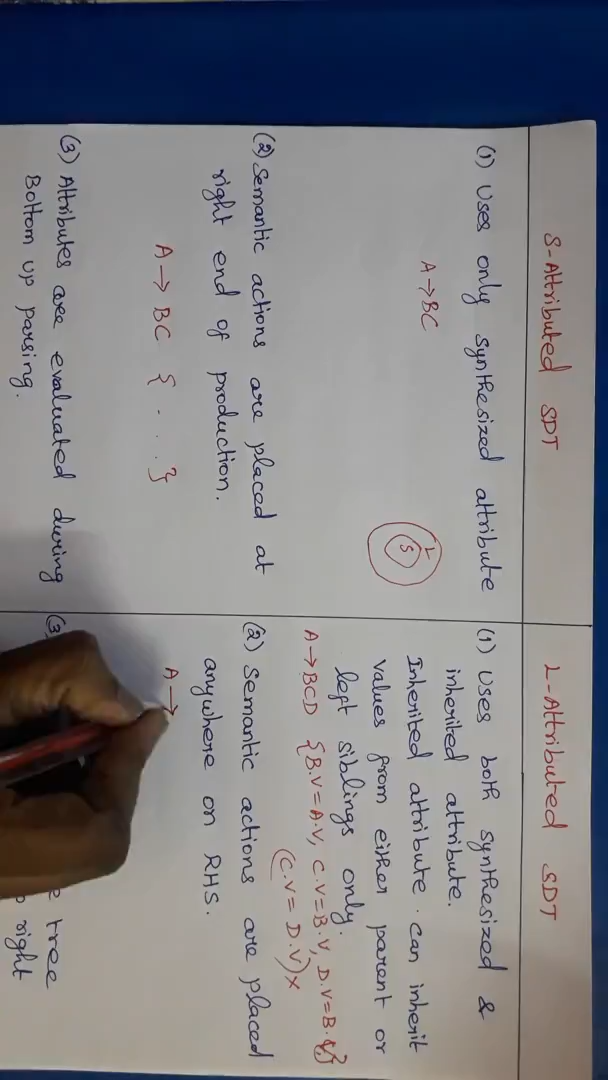 S-Attributed SDT
(1) Uses only synthesized attribute
A→BC
L
S
(2) Semantic actions are placed at
right end of production.
A → BC { . . . }
(3) Attributes are evaluated during
Bottom up parsing.
L-Attributed SDT
(1) Uses both synthesized &
inherited attribute.
Inherited attribute can inherit
values from either parent or
left siblings only.
A→BCD {B.V=A.V, C.V=B.V, D.V=B.V}
(C.V = D.V) x
(2) Semantic actions are placed
anywhere on RHS.
A →
(3
tree
right